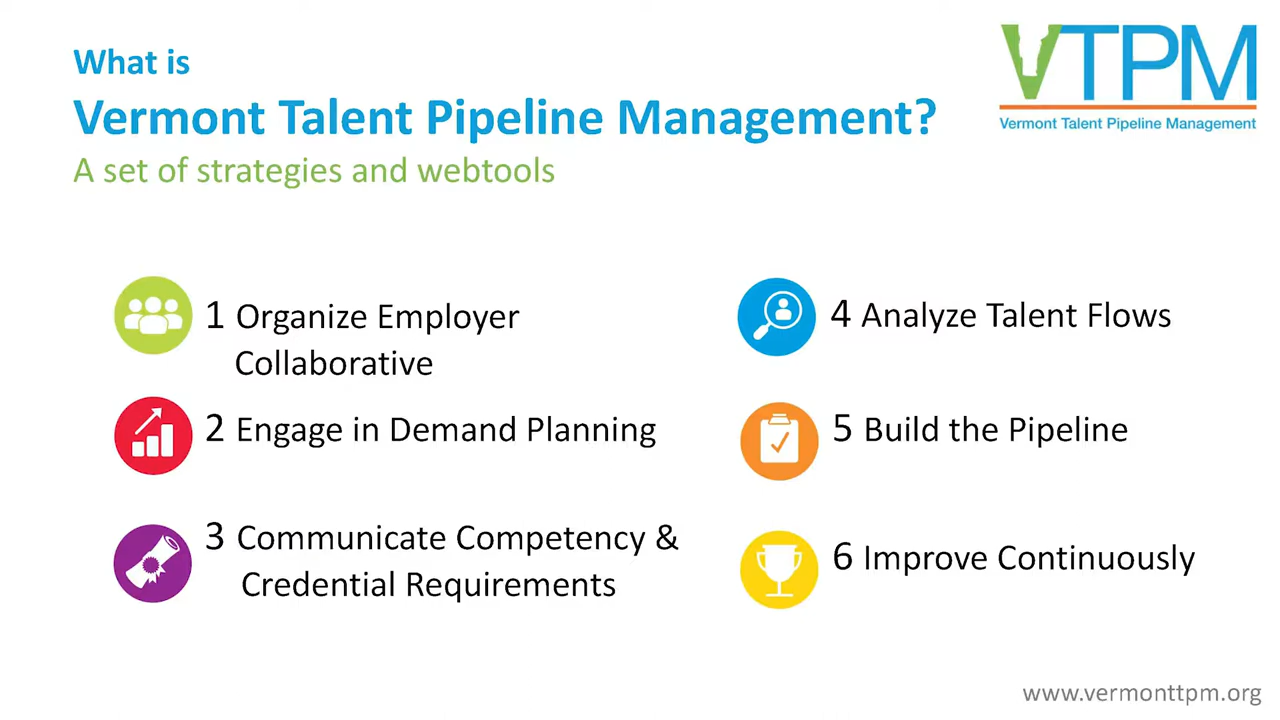 What is
Vermont Talent Pipeline Management?
A set of strategies and webtools
VTPM
Vermont Talent Pipeline Management
1 Organize Employer
Collaborative
2 Engage in Demand Planning
3 Communicate Competency &
Credential Requirements
4 Analyze Talent Flows
5 Build the Pipeline
6 Improve Continuously
www.vermonttpm.org